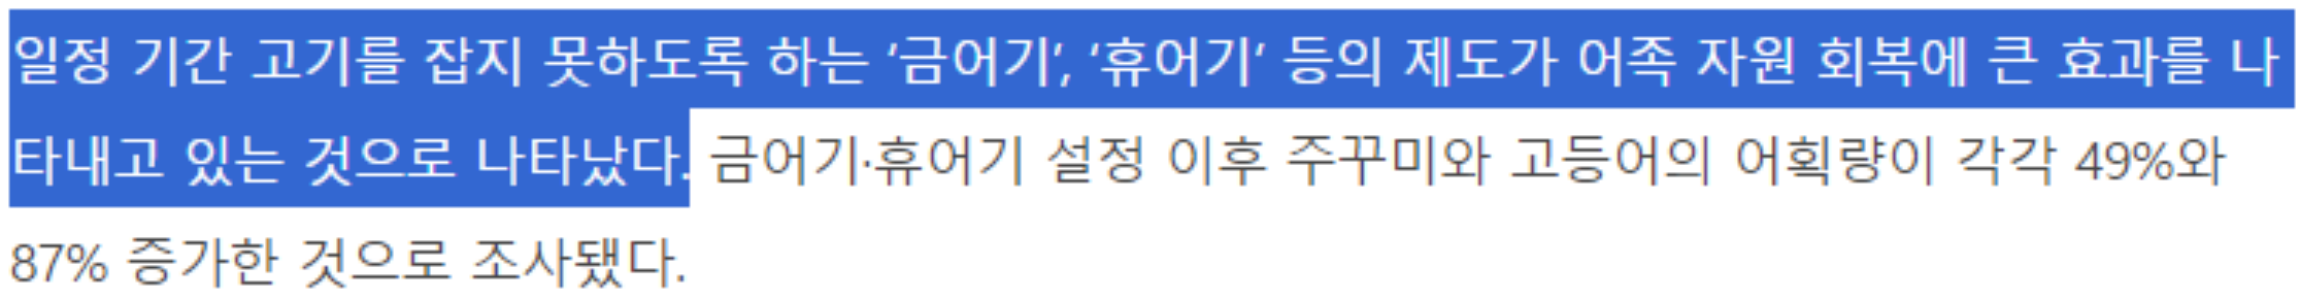 일정 기간 고기를 잡지 못하도록 하는 ‘금어기’, ‘휴어기’ 등의 제도가 어족 자원 회복에 큰 효과를 나
타내고 있는 것으로 나타났다. 금어기·휴어기 설정 이후 주꾸미와 고등어의 어획량이 각각 49%와
87% 증가한 것으로 조사됐다.